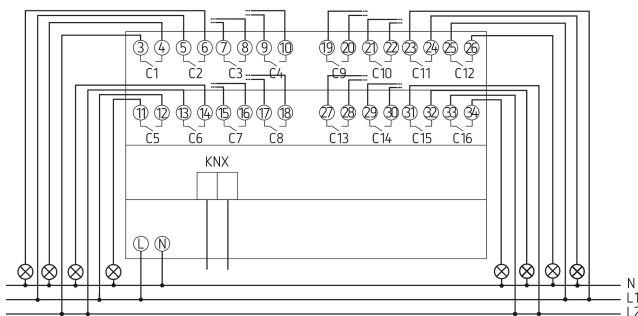 3 4 5 6 7 8 9 10 19 20 21 22 23 24 25 26
C1 C2 C3 C4 C9 C10 C11 C12
11 12 13 14 15 16 17 18 27 28 29 30 31 32 33 34
C5 C6 C7 C8 C13 C14 C15 C16
KNX
L N
N
L1
L2